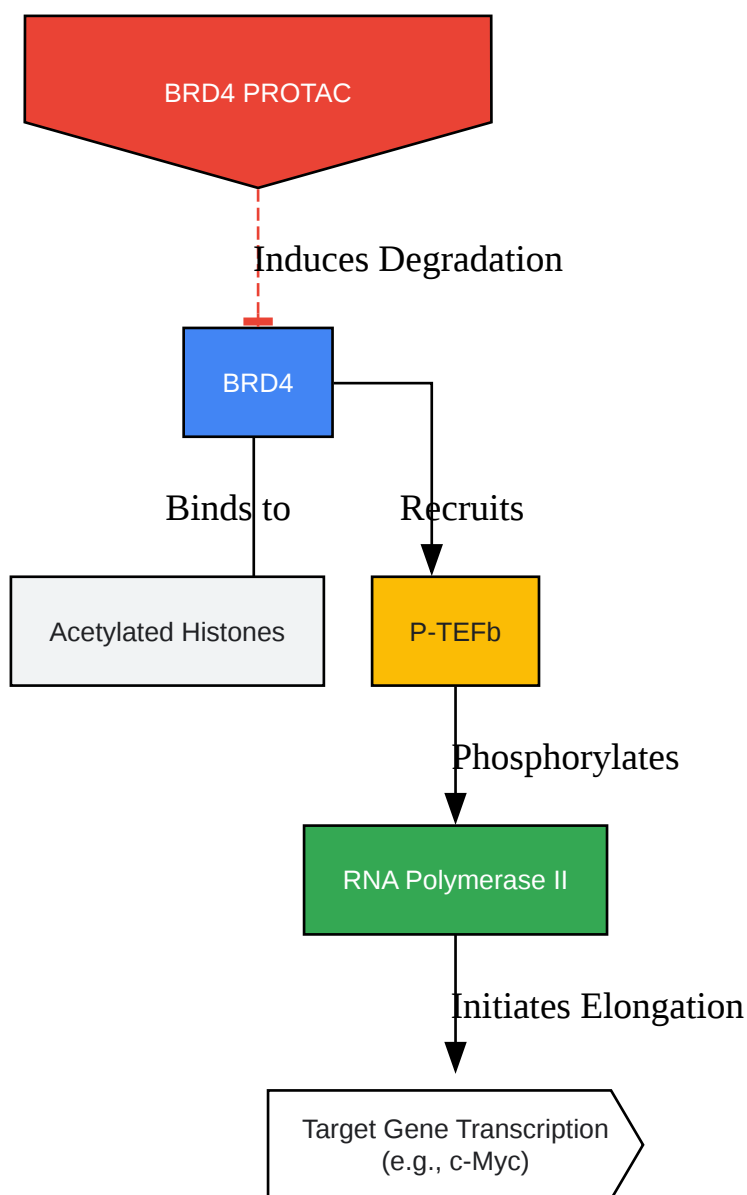 BRD4 PROTAC
Induces Degradation
BRD4
Binds to
Recruits
Acetylated Histones
P-TEFb
Phosphorylates
RNA Polymerase II
Initiates Elongation
Target Gene Transcription
(e.g., c-Myc)